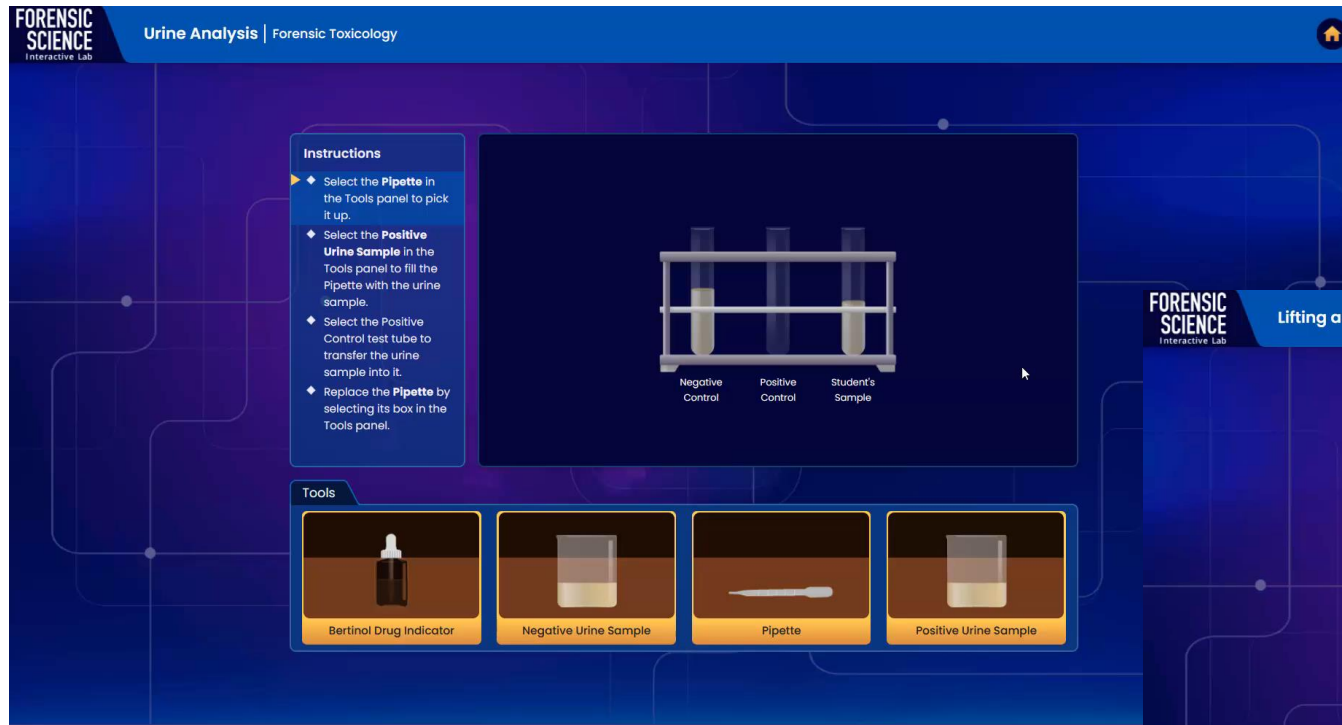 FORENSIC
SCIENCE
Interactive Lab
Urine Analysis | Forensic Toxicology
Instructions
Select the Pipette in
the Tools panel to pick
it up.
Select the Positive
Urine Sample in the
Tools panel to fill the
Pipette with the urine
sample.
Select the Positive
Control test tube to
transfer the urine
sample into it.
Replace the Pipette by
selecting its box in the
Tools panel.
Negative
Control
Positive
Control
Student's
Sample
Tools
Bertinol Drug Indicator
Negative Urine Sample
Pipette
Positive Urine Sample
FORENSIC
SCIENCE
Interactive Lab
Lifting a